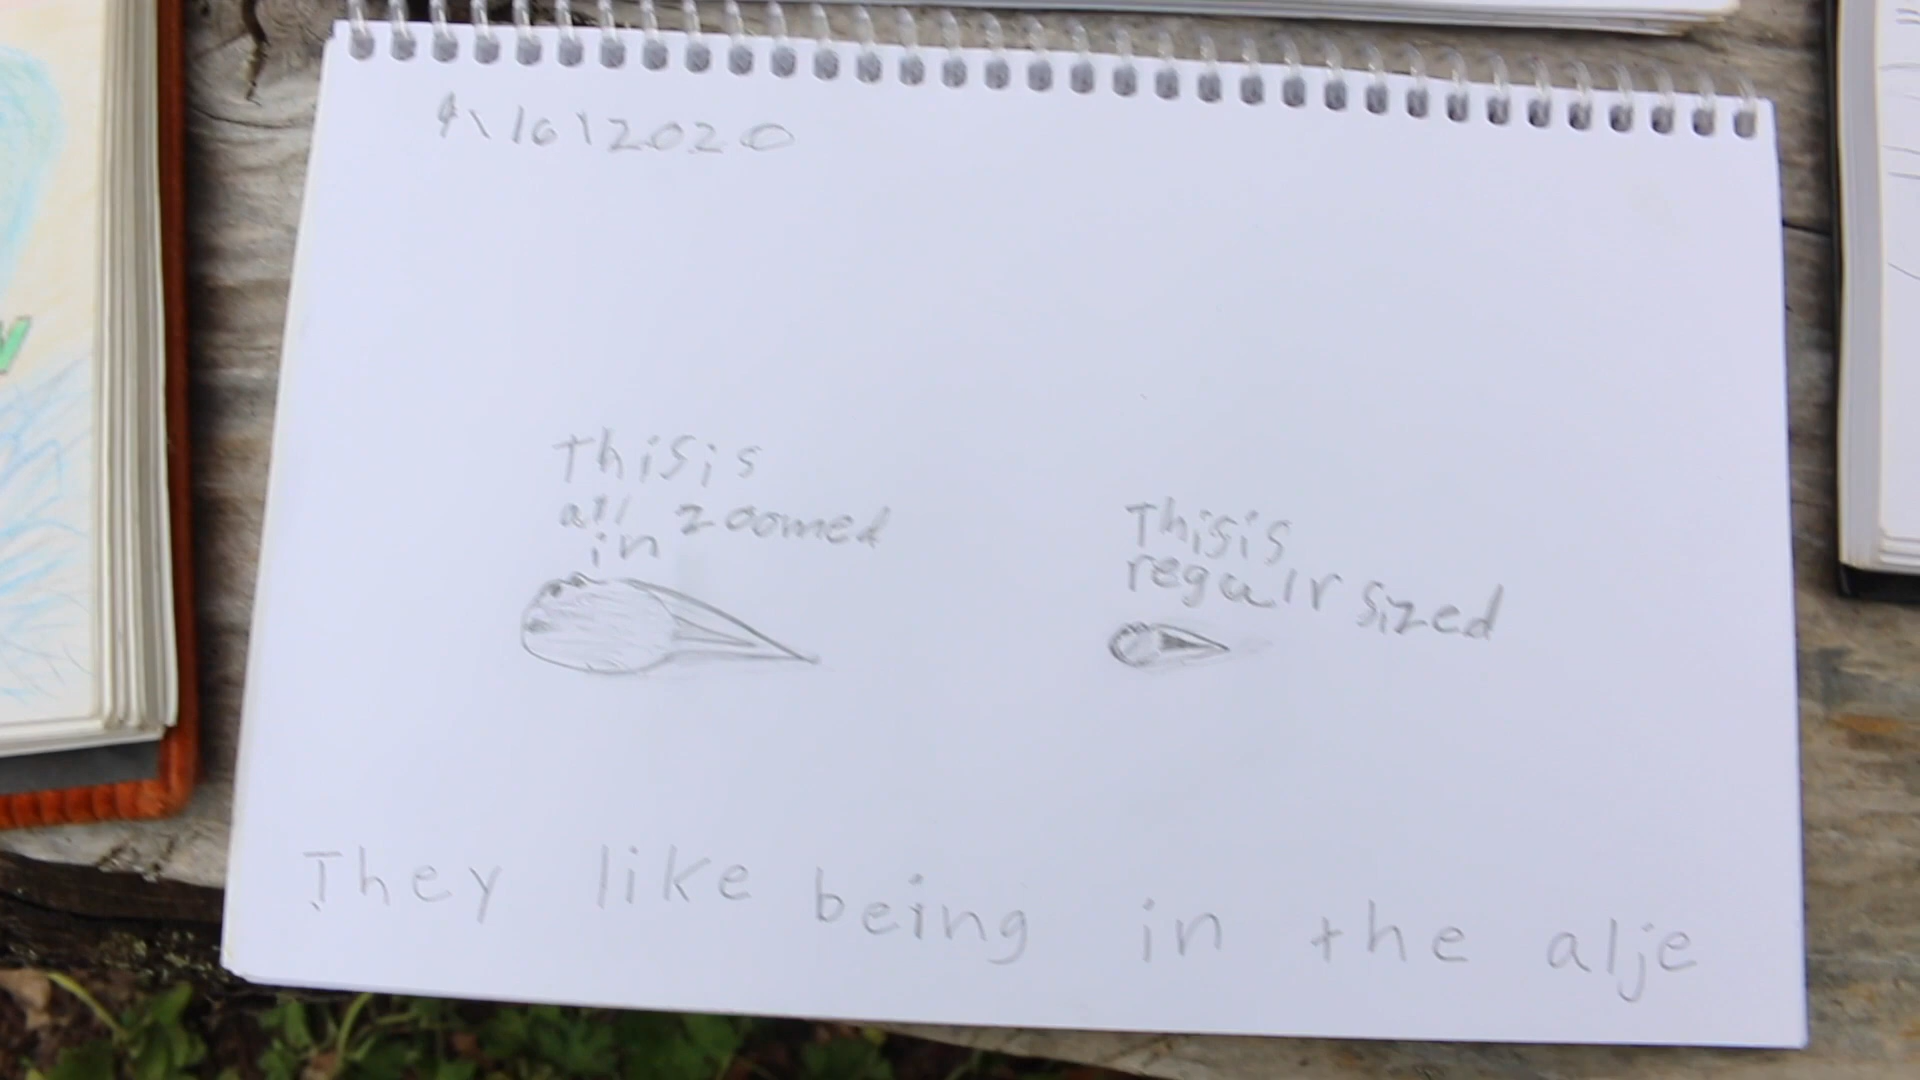 4\16\2020
This is
all zoomed
in
This is
regualr sized
They like being in the alje